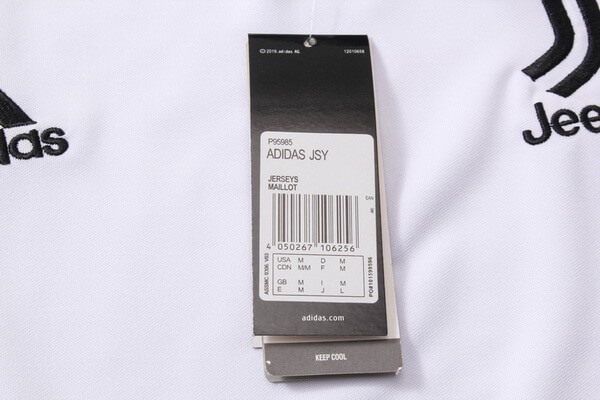 © 2019 adidas AG 12010668
P95985
ADIDAS JSY
JERSEYS
MAILLOT
4 050267 106256
USA M D M
CDN M/M F M
GB M I M
E M J L
adidas.com
KEEP COOL
das
Jee